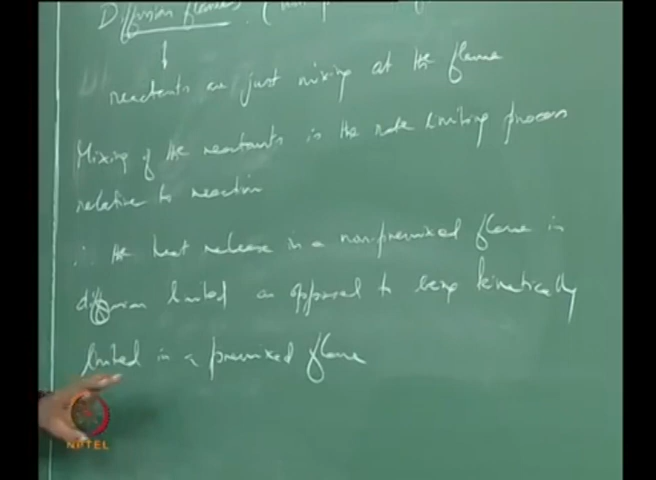 Diffusion flames (
reactants are just mixing at the flame
Mixing of the reactants is the rate limiting process
relative to reaction
∴ the heat release in a non-premixed flame is
diffusion limited as opposed to being kinetically
limited in a premixed flame
NPTEL